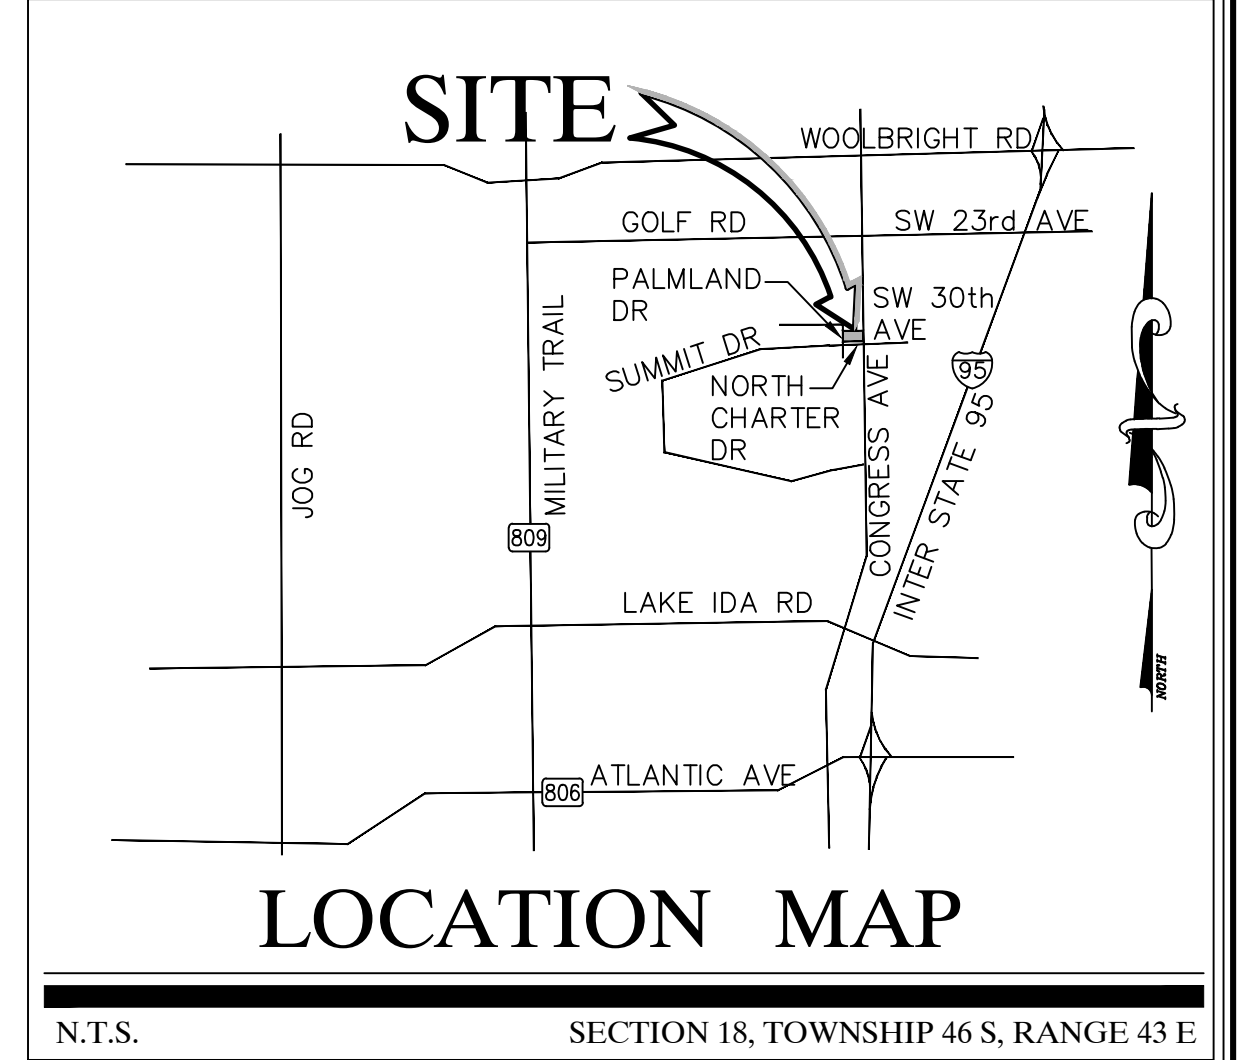 SITE
WOOLBRIGHT RD
GOLF RD
SW 23rd AVE
PALMLAND
DR
SW 30th
AVE
SUMMIT DR
NORTH
CHARTER
DR
MILITARY TRAIL
JOG RD
CONGRESS AVE
95
INTER STATE 95
809
LAKE IDA RD
NORTH
ATLANTIC AVE
806
LOCATION MAP
N.T.S.
SECTION 18, TOWNSHIP 46 S, RANGE 43 E